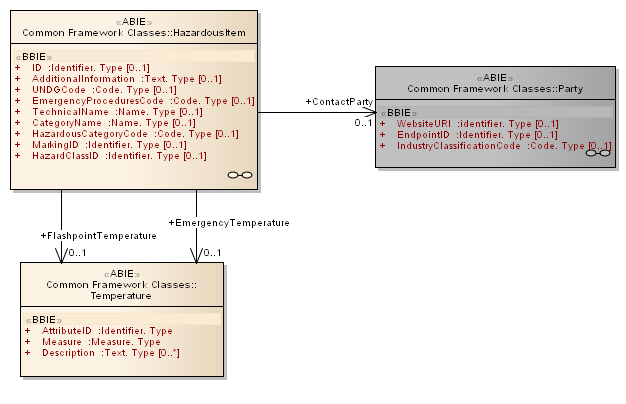 «ABIE»
Common Framework Classes::HazardousItem
«BBIE»
+ ID :Identifier. Type [0..1]
+ AdditionalInformation :Text. Type [0..1]
+ UNDGCode :Code. Type [0..1]
+ EmergencyProceduresCode :Code. Type [0..1]
+ TechnicalName :Name. Type [0..1]
+ CategoryName :Name. Type [0..1]
+ HazardousCategoryCode :Code. Type [0..1]
+ MarkingID :Identifier. Type [0..1]
+ HazardClassID :Identifier. Type [0..1]
+ContactParty
0..1
«ABIE»
Common Framework Classes::Party
«BBIE»
+ WebsiteURI :identifier. Type [0..1]
+ EndpointID :Identifier. Type [0..1]
+ IndustryClassificationCode :Code. Type [0..1]
+FlashpointTemperature
0..1
+EmergencyTemperature
0..1
«ABIE»
Common Framework Classes::
Temperature
«BBIE»
+ AttributeID :Identifier. Type
+ Measure :Measure. Type
+ Description :Text. Type [0..*]